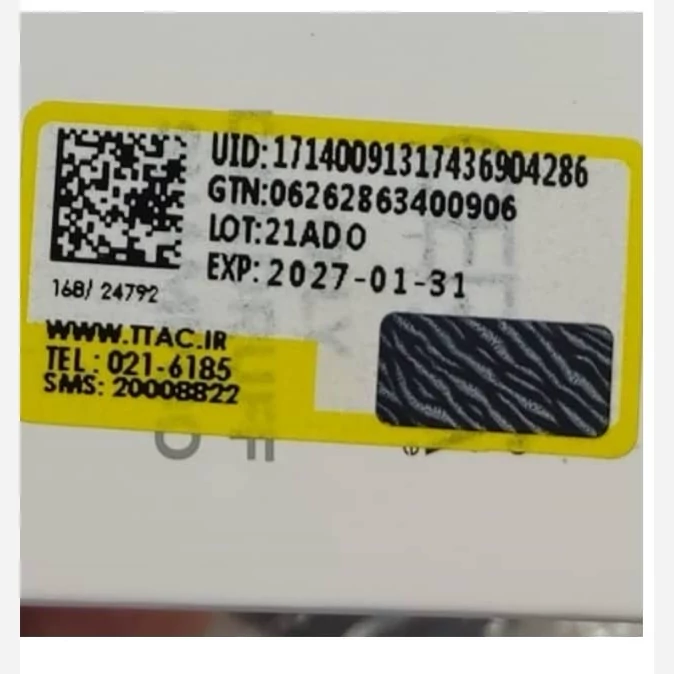 UID:17140091317436904286
GTN:06262863400906
LOT:21ADO
EXP:2027-01-31
168/ 24792
WWW.TTAC.IR
TEL: 021-6185
SMS: 20008822